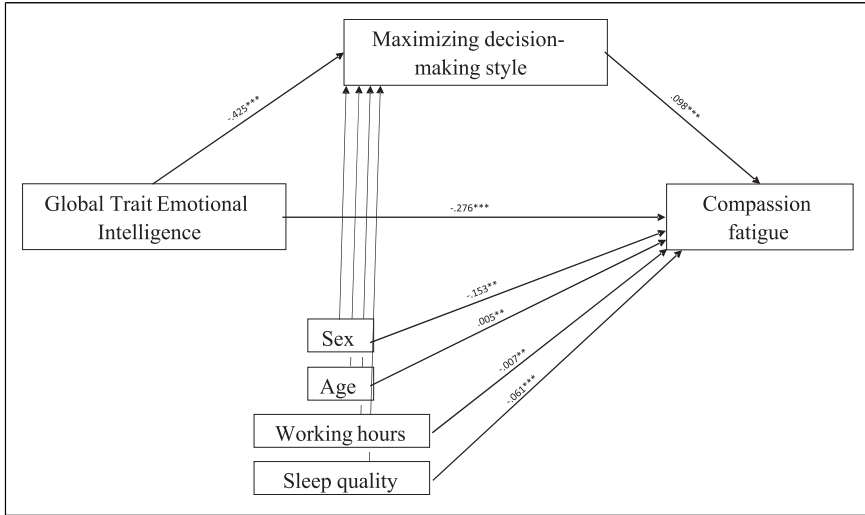 Maximizing decision-
making style
-.425***
.098***
Global Trait Emotional
Intelligence
-.276***
Compassion
fatigue
-.153**
.005**
-.007**
-.061***
Sex
Age
Working hours
Sleep quality